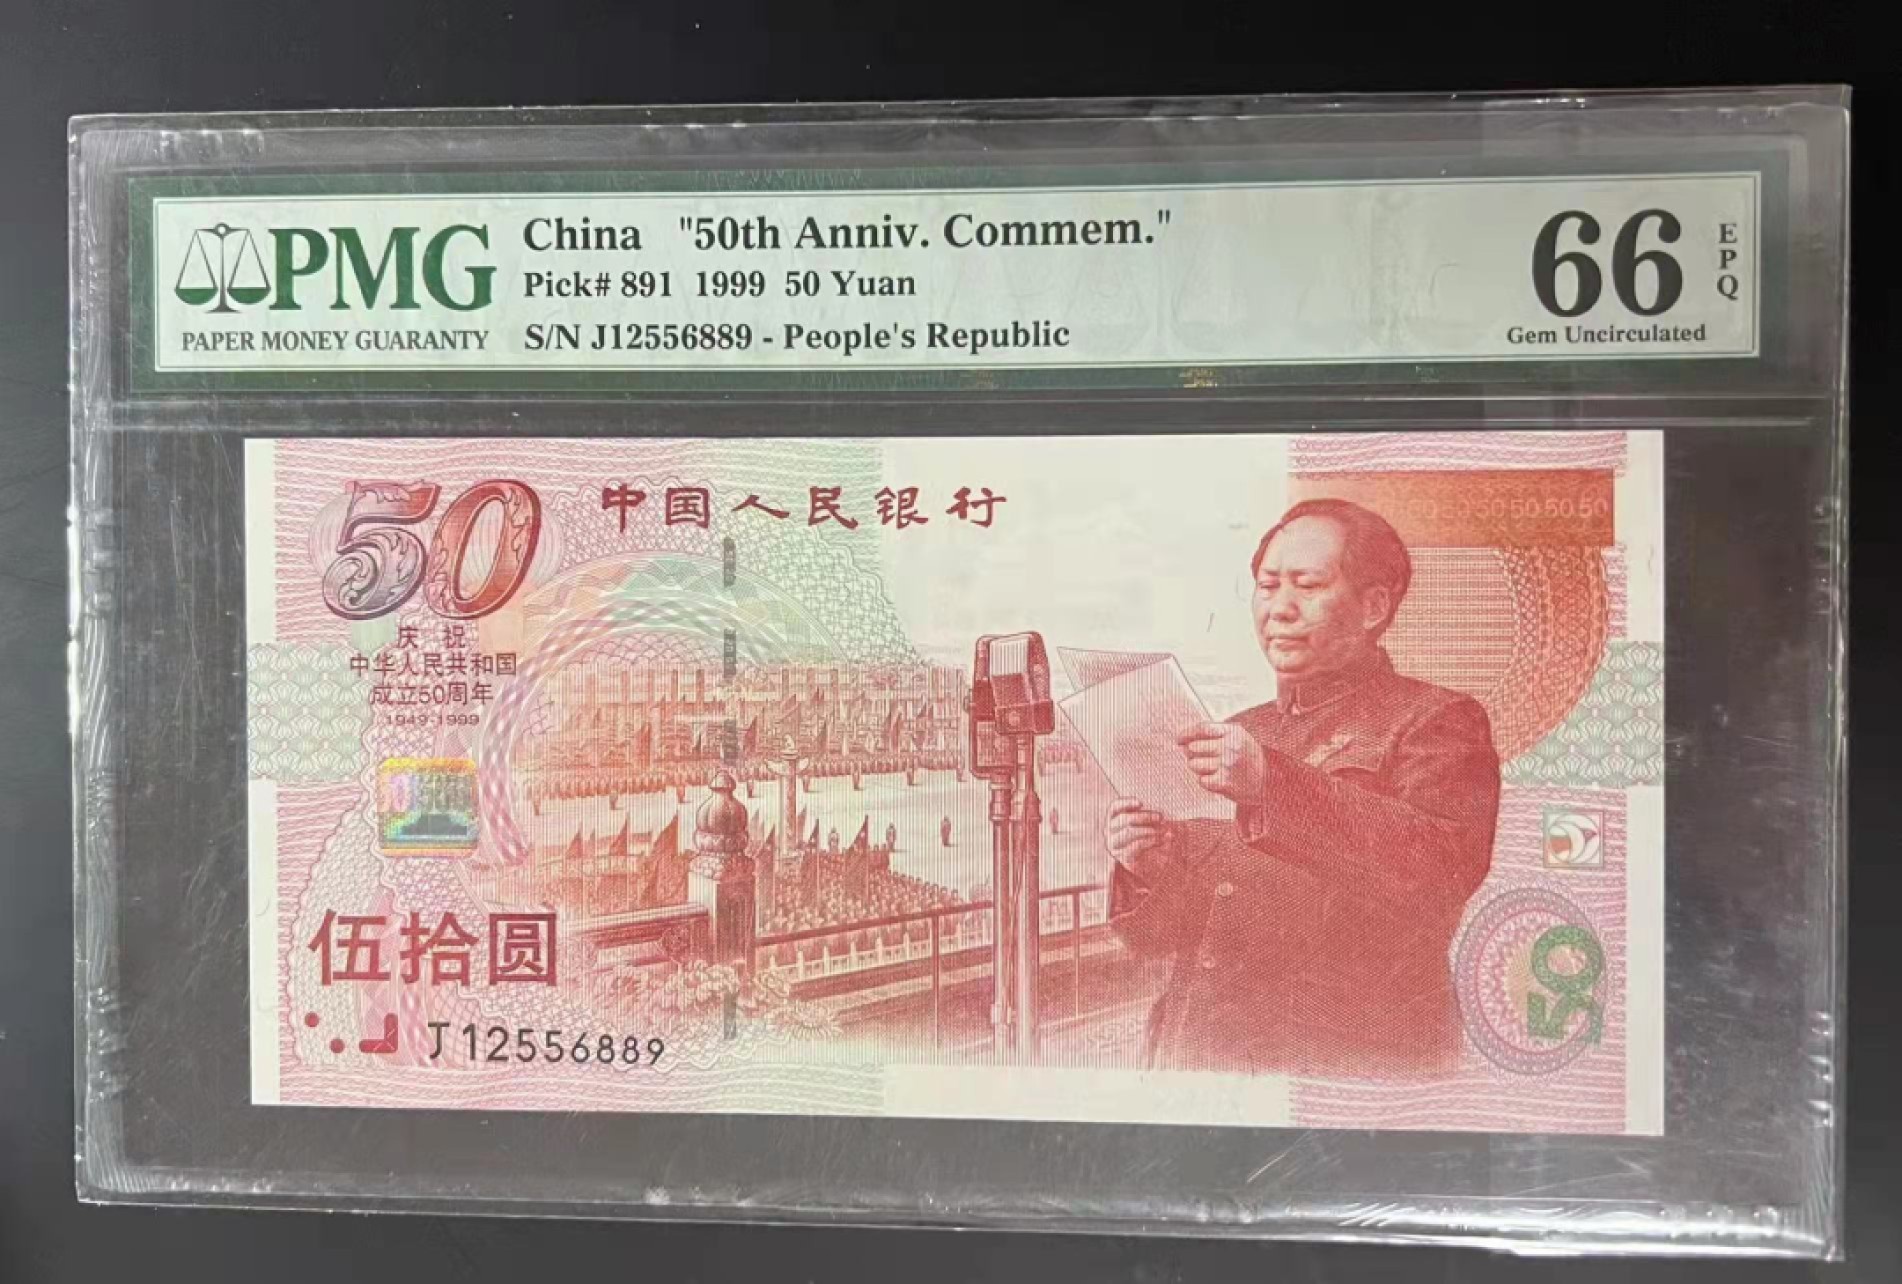 PMG
PAPER MONEY GUARANTY
China "50th Anniv. Commem."
Pick# 891 1999 50 Yuan
S/N J12556889 - People's Republic
66
EPQ
Gem Uncirculated
50
中国人民银行
505050505050
庆祝
中华人民共和国
成立50周年
1949-1999
伍拾圆
J12556889
50